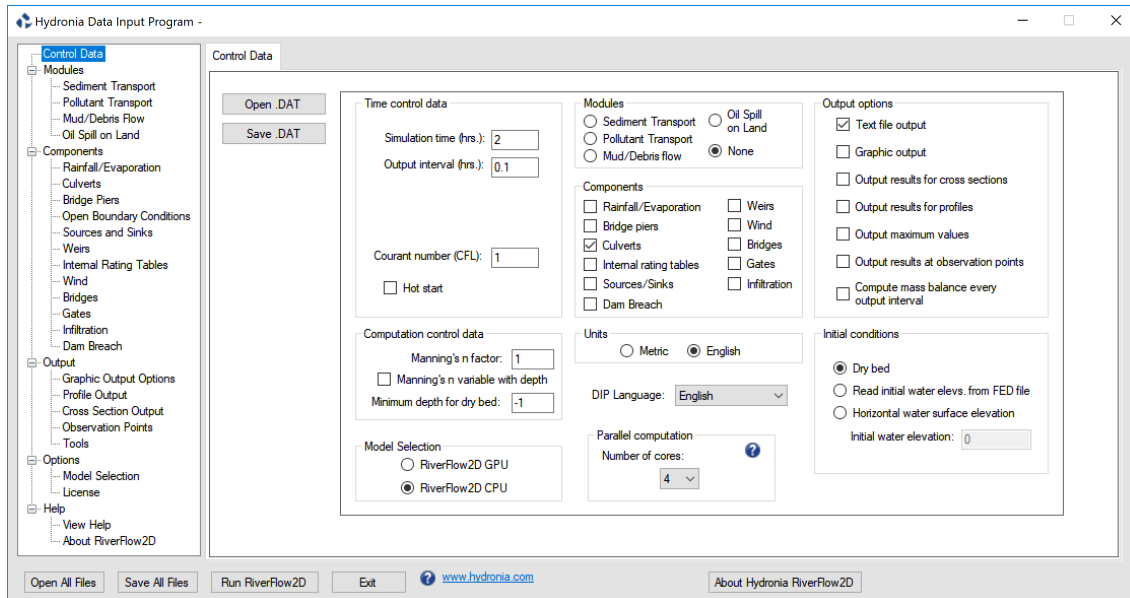 Hydronia Data Input Program -
Control Data
Modules
Sediment Transport
Pollutant Transport
Mud/Debris Flow
Oil Spill on Land
Components
Rainfall/Evaporation
Culverts
Bridge Piers
Open Boundary Conditions
Sources and Sinks
Weirs
Internal Rating Tables
Wind
Bridges
Gates
Infiltration
Dam Breach
Output
Graphic Output Options
Profile Output
Cross Section Output
Observation Points
Tools
Options
Model Selection
License
Help
View Help
About RiverFlow2D
Control Data
Open .DAT
Save .DAT
Time control data
Simulation time (hrs.): 2
Output interval (hrs.): 0.1
Courant number (CFL): 1
Hot start
Computation control data
Manning's n factor: 1
Manning's n variable with depth
Minimum depth for dry bed: -1
Model Selection
RiverFlow2D GPU
RiverFlow2D CPU
Modules
Sediment Transport
Pollutant Transport
Mud/Debris flow
Oil Spill
on Land
None
Components
Rainfall/Evaporation
Bridge piers
Culverts
Internal rating tables
Sources/Sinks
Dam Breach
Weirs
Wind
Bridges
Gates
Infiltration
Units
Metric English
DIP Language: English
Parallel computation
Number of cores:
4
Output options
Text file output
Graphic output
Output results for cross sections
Output results for profiles
Output maximum values
Output results at observation points
Compute mass balance every
output interval
Initial conditions
Dry bed
Read initial water elevs. from FED file
Horizontal water surface elevation
Initial water elevation: 0
Open All Files
Save All Files
Run RiverFlow2D
Exit
www.hydronia.com
About Hydronia RiverFlow2D